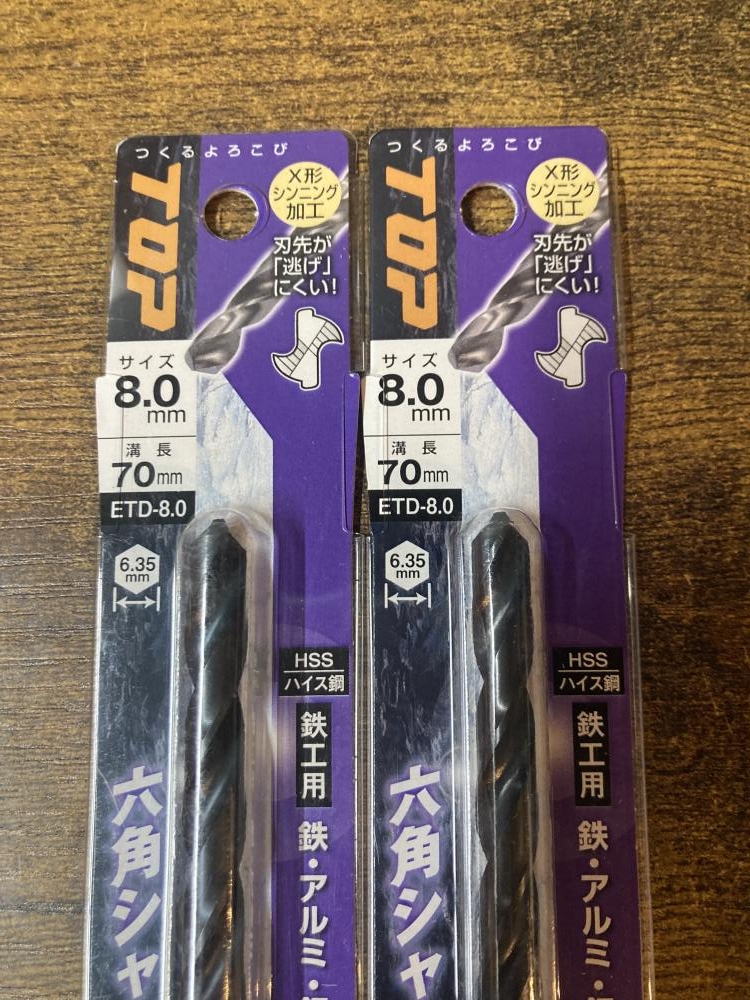 つくるよろこび
TOP
X形
シンニング
加工
刃先が
「逃げ」
にくい!
サイズ
8.0
mm
溝長
70mm
ETD-8.0
6.35
mm
HSS
ハイス鋼
鉄工用
鉄・アルミ・
六角シャ
つくるよろこび
TOP
X形
シンニング
加工
刃先が
「逃げ」
にくい!
サイズ
8.0
mm
溝長
70mm
ETD-8.0
6.35
mm
HSS
ハイス鋼
鉄工用
鉄・アルミ・
六角シャ